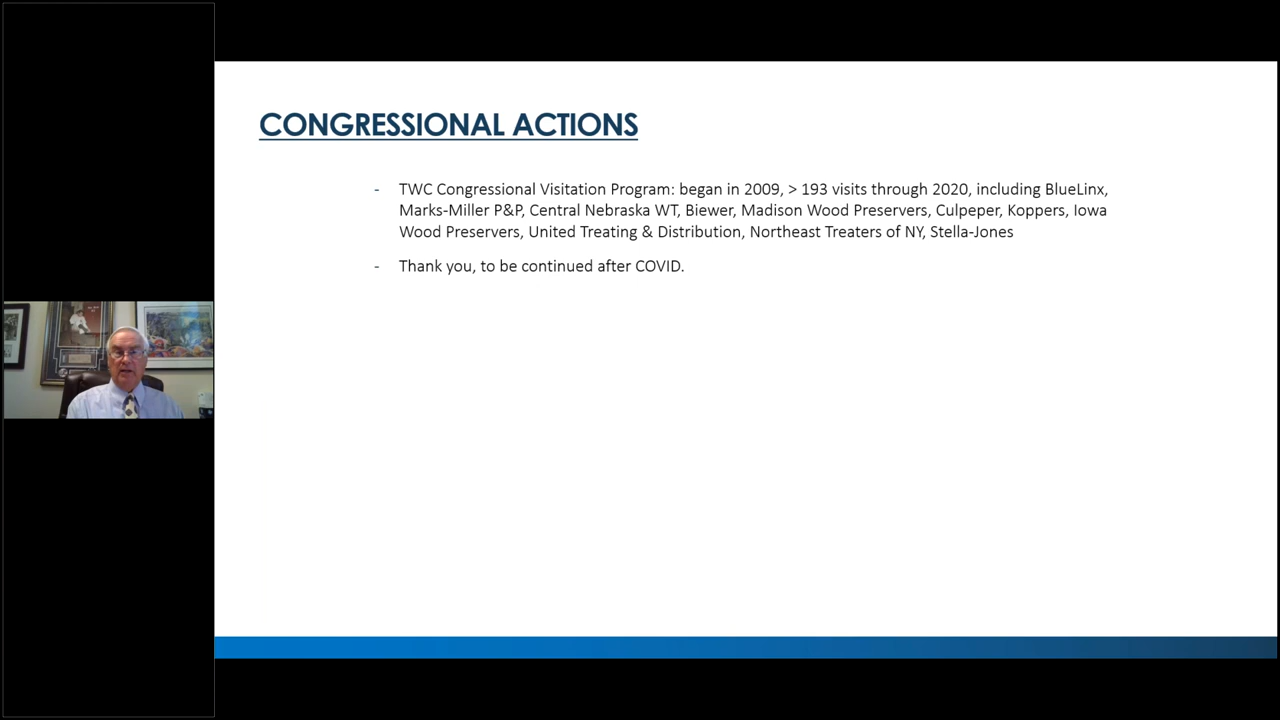 CONGRESSIONAL ACTIONS
- TWC Congressional Visitation Program: began in 2009, > 193 visits through 2020, including BlueLinx,
Marks-Miller P&P, Central Nebraska WT, Biewer, Madison Wood Preservers, Culpeper, Koppers, Iowa
Wood Preservers, United Treating & Distribution, Northeast Treaters of NY, Stella-Jones
- Thank you, to be continued after COVID.